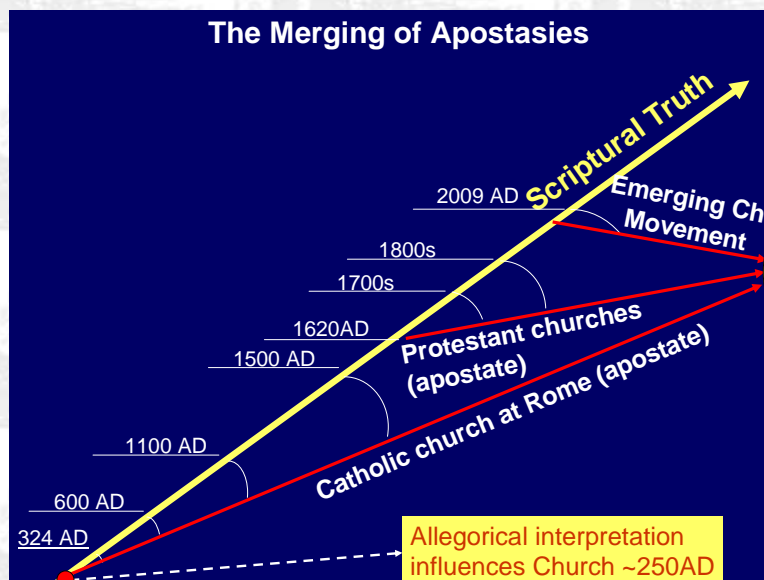 The Merging of Apostasies
Scriptural Truth
2009 AD
Emerging Ch
Movement
1800s
1700s
1620AD
Protestant churches
(apostate)
1500 AD
Catholic church at Rome (apostate)
1100 AD
600 AD
324 AD
Allegorical interpretation
influences Church ~250AD